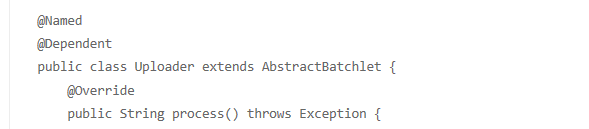 @Named
@Dependent
public class Uploader extends AbstractBatchlet {
@Override
public String process() throws Exception {